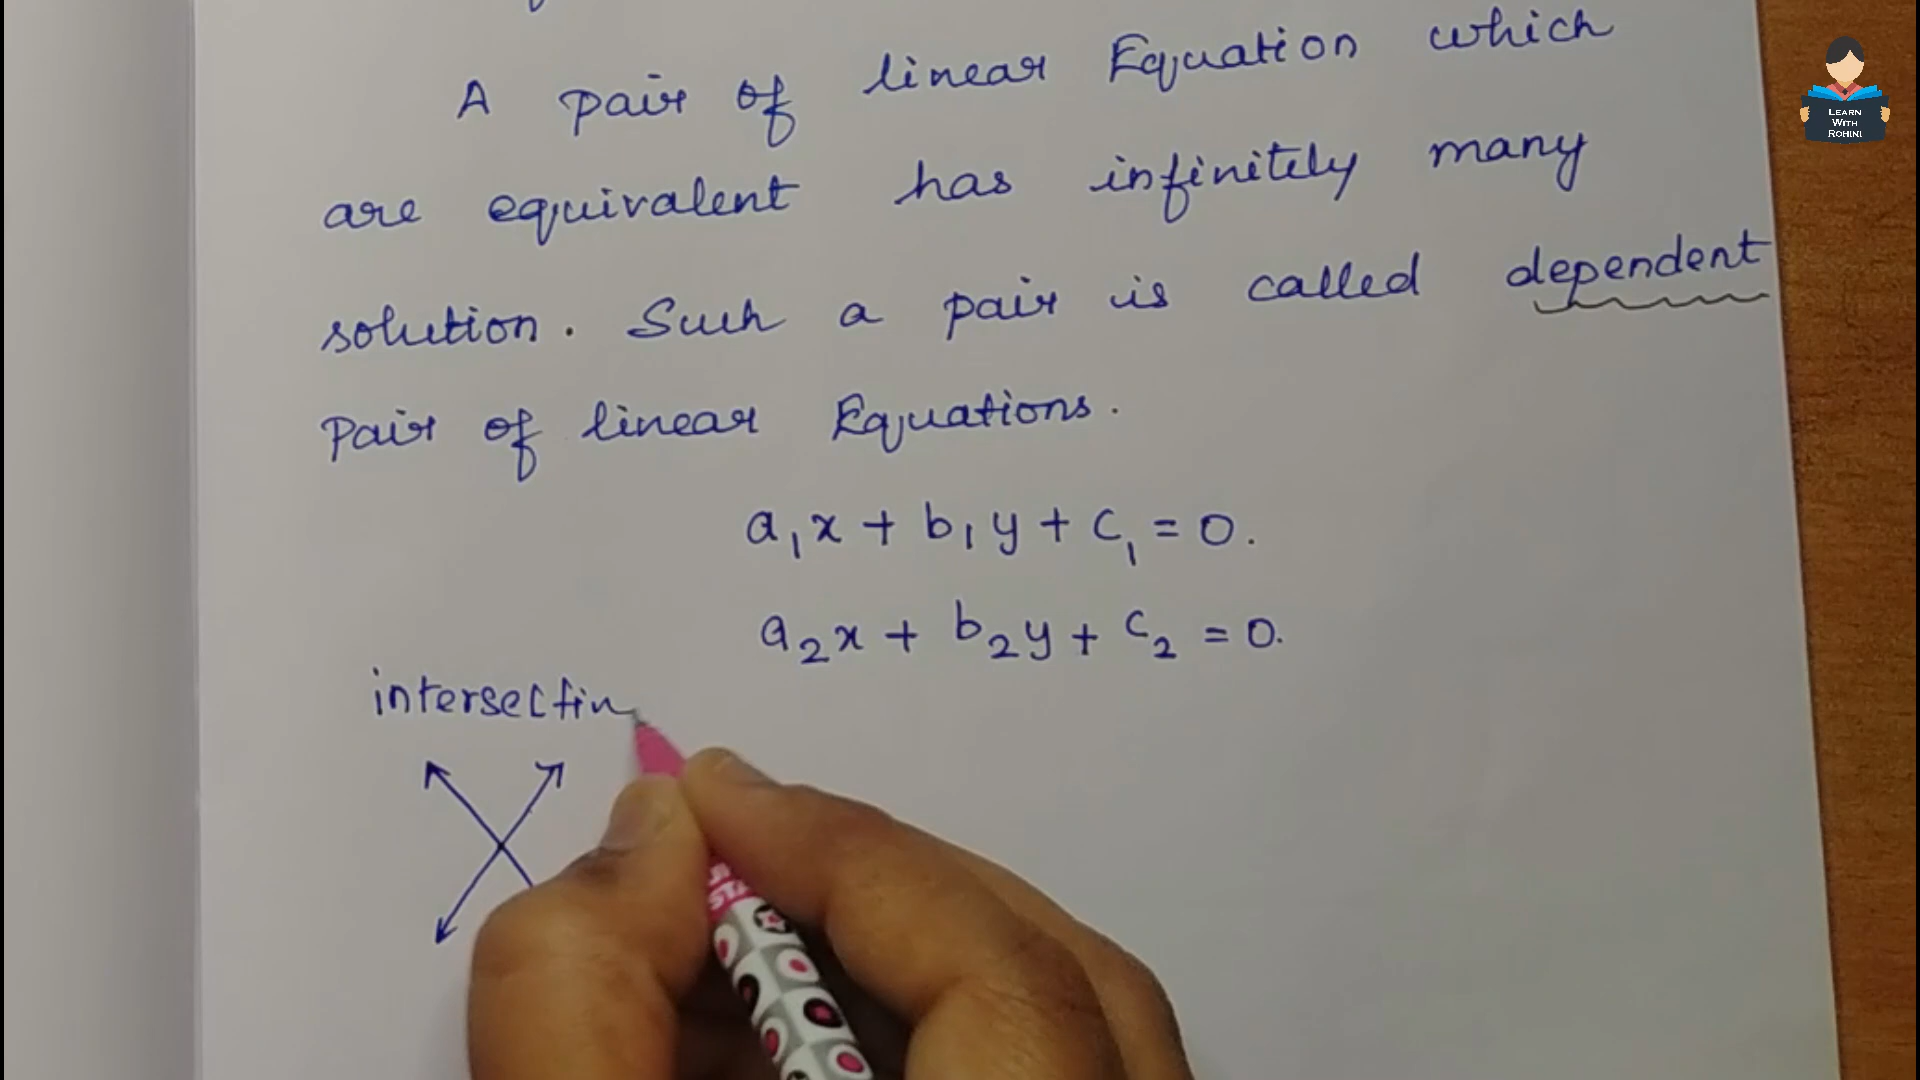 A pair of linear Equation which
are equivalent has infinitely many
solution. Such a pair is called dependent
Pair of linear Equations.
a₁x + b₁y + c₁ = 0.
a₂x + b₂y + c₂ = 0.
intersectin
LEARN
WITH
ROHINI